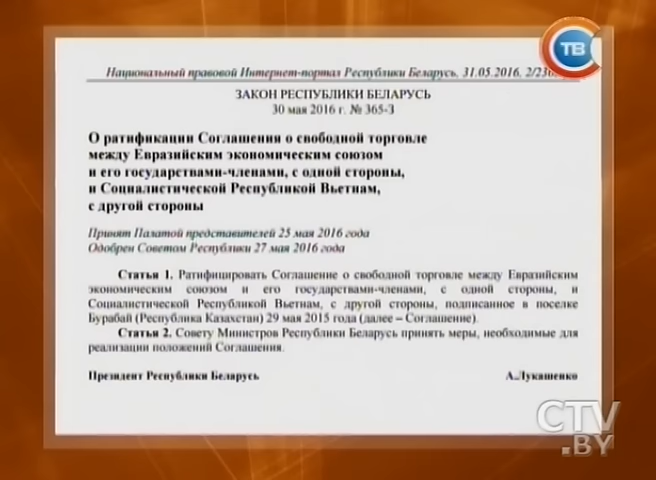 СТВ
Национальный правовой Интернет-портал Республики Беларусь, 31.05.2016,
ЗАКОН РЕСПУБЛИКИ БЕЛАРУСЬ
30 мая 2016 г. № 365-З
О ратификации Соглашения о свободной торговле
между Евразийским экономическим союзом
и его государствами-членами, с одной стороны,
и Социалистической Республикой Вьетнам,
с другой стороны
Принят Палатой представителей 25 мая 2016 года
Одобрен Советом Республики 27 мая 2016 года
Статья 1. Ратифицировать Соглашение о свободной торговле между Евразийским
экономическим союзом и его государствами-членами, с одной стороны, и
Социалистической Республикой Вьетнам, с другой стороны, подписанное в поселке
Бурабай (Республика Казахстан) 29 мая 2015 года (далее – Соглашение).
Статья 2. Совету Министров Республики Беларусь принять меры, необходимые для
реализации положений Соглашения.
Президент Республики Беларусь А.Лукашенко
CTV
.BY